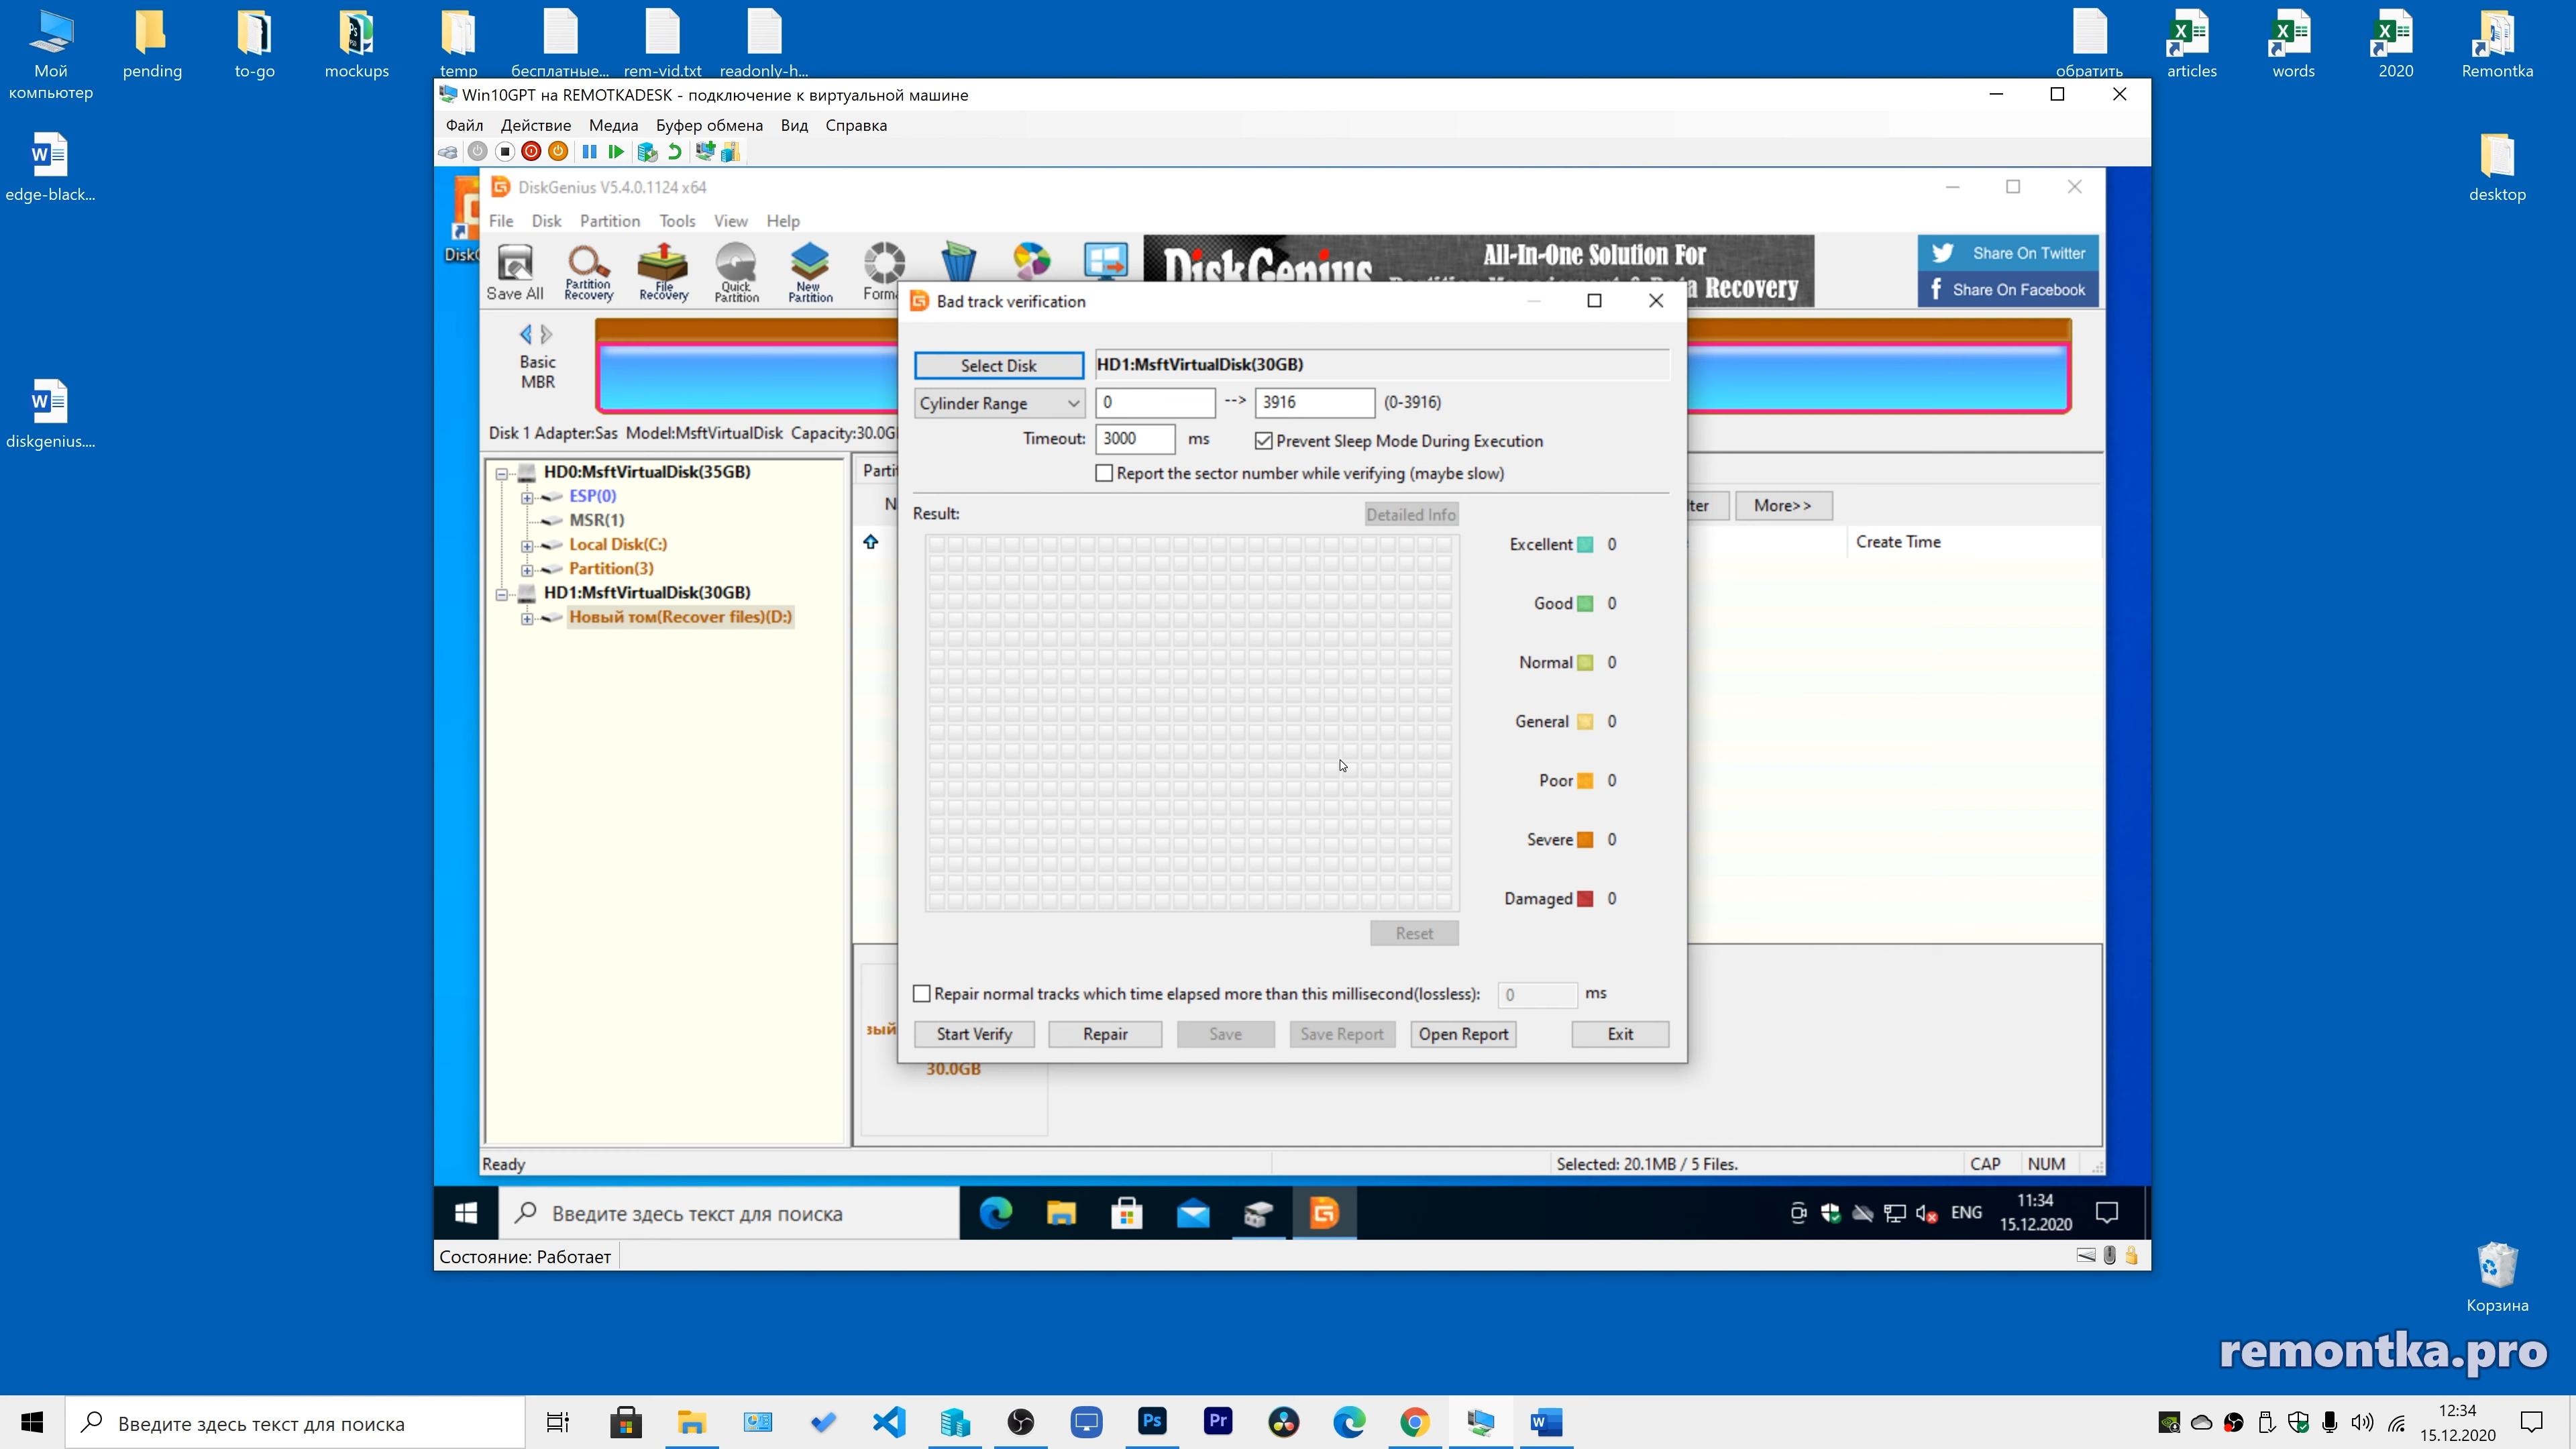 Мой компьютер
pending
to-go
mockups
temp
бесплатные...
rem-vid.txt
readonly-h...
обратить
articles
words
2020
Remontka
edge-black...
desktop
diskgenius....
Win10GPT на REMOTKADESK - подключение к виртуальной машине
Файл Действие Медиа Буфер обмена Вид Справка
DiskGenius V5.4.0.1124 x64
File Disk Partition Tools View Help
Save All
Partition Recovery
File Recovery
Quick Partition
New Partition
DiskGenius
All-In-One Solution For
Share On Twitter
Share On Facebook
Bad track verification
Basic
MBR
Select Disk HD1:MsftVirtualDisk(30GB)
Cylinder Range 0 --> 3916 (0-3916)
Disk 1 Adapter:Sas Model:MsftVirtualDisk Capacity:30.0G
Timeout: 3000 ms Prevent Sleep Mode During Execution
Report the sector number while verifying (maybe slow)
HD0:MsftVirtualDisk(35GB)
ESP(0)
MSR(1)
Local Disk(C:)
Partition(3)
HD1:MsftVirtualDisk(30GB)
Новый том(Recover files)(D:)
Result: Detailed Info
More>>
Create Time
Excellent 0
Good 0
Normal 0
General 0
Poor 0
Severe 0
Damaged 0
Reset
Repair normal tracks which time elapsed more than this millisecond(lossless): 0 ms
Start Verify Repair Save Save Report Open Report Exit
30.0GB
Ready
Selected: 20.1MB / 5 Files.
CAP NUM
Введите здесь текст для поиска
ENG
11:34
15.12.2020
Состояние: Работает
Корзина
remontka.pro
Введите здесь текст для поиска
12:34
15.12.2020